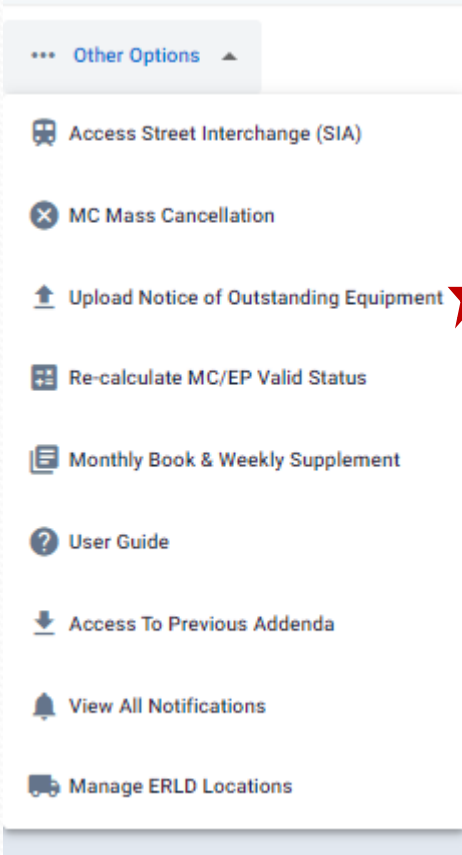 Other Options
Access Street Interchange (SIA)
MC Mass Cancellation
Upload Notice of Outstanding Equipment
Re-calculate MC/EP Valid Status
Monthly Book & Weekly Supplement
User Guide
Access To Previous Addenda
View All Notifications
Manage ERLD Locations